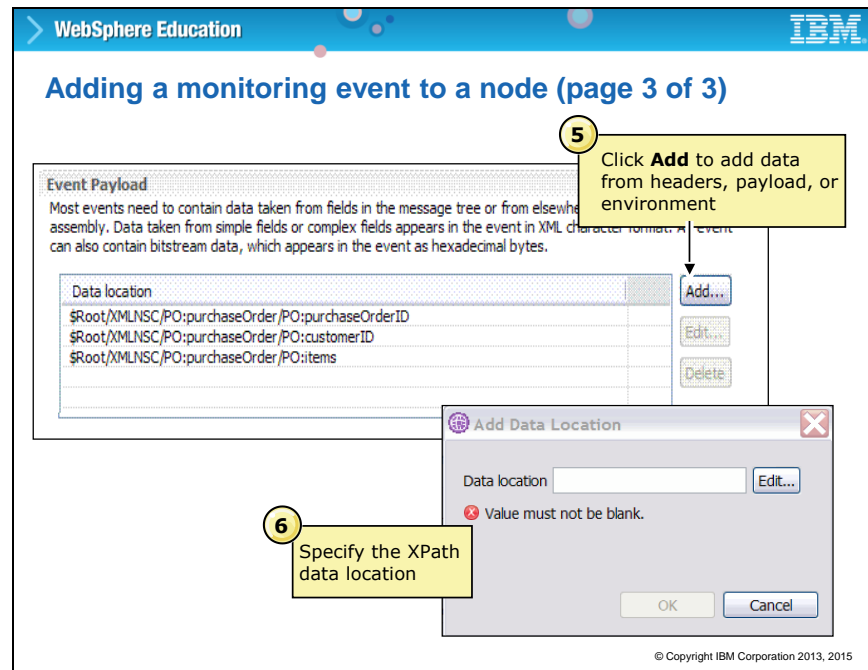 WebSphere Education
IBM
Adding a monitoring event to a node (page 3 of 3)
5
Click Add to add data
from headers, payload, or
environment
Event Payload
Most events need to contain data taken from fields in the message tree or from elsewhe
assembly. Data taken from simple fields or complex fields appears in the event in XML character format. An event
can also contain bitstream data, which appears in the event as hexadecimal bytes.
Data location
Add...
$Root/XMLNSC/PO:purchaseOrder/PO:purchaseOrderID
$Root/XMLNSC/PO:purchaseOrder/PO:customerID
Edit...
$Root/XMLNSC/PO:purchaseOrder/PO:items
Delete
Add Data Location
Data location
Edit...
Value must not be blank.
6
Specify the XPath
data location
OK
Cancel
© Copyright IBM Corporation 2013, 2015